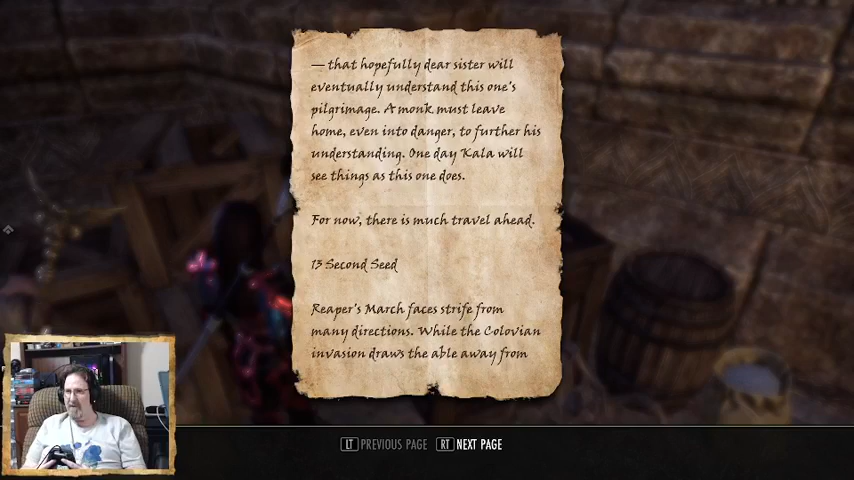 — that hopefully dear sister will
eventually understand this one's
pilgrimage. A monk must leave
home, even into danger, to further his
understanding. One day Kala will
see things as this one does.
For now, there is much travel ahead.
13 Second Seed
Reaper's March faces strife from
many directions. While the Colovian
invasion draws the able away from
LT PREVIOUS PAGE RT NEXT PAGE